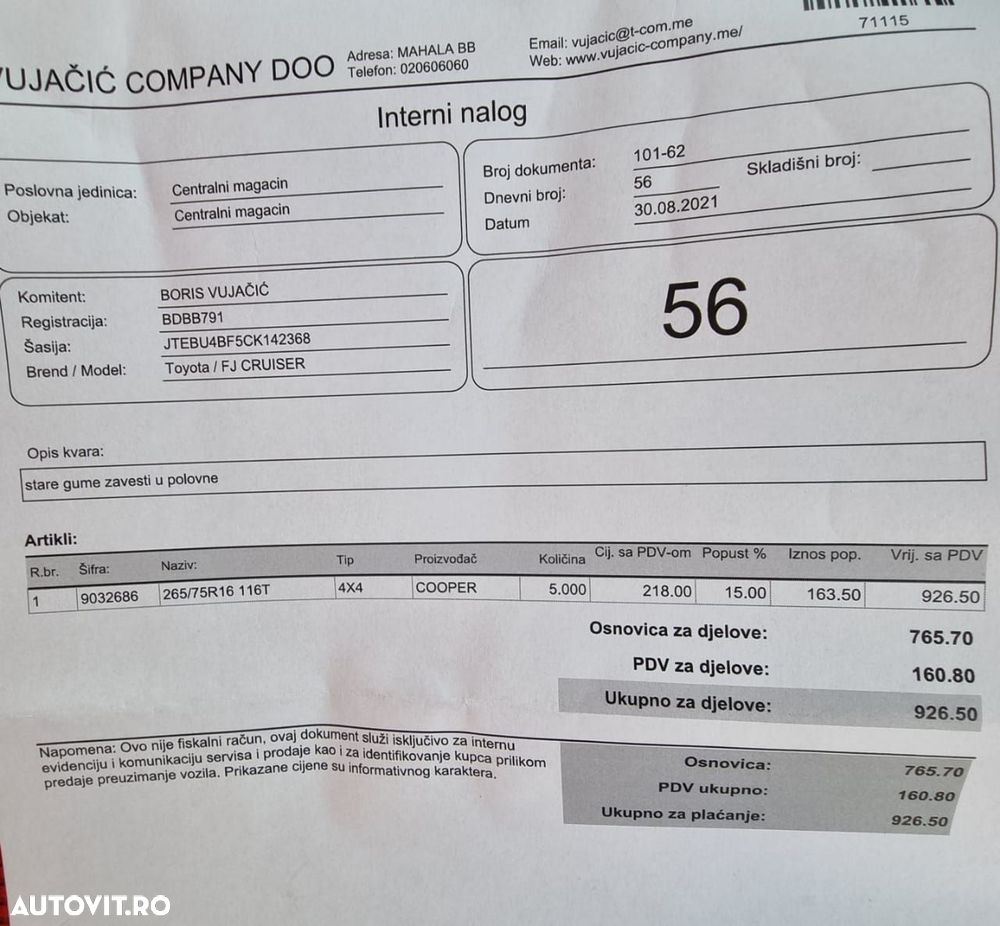 71115
VUJAČIĆ COMPANY DOO
Adresa: MAHALA BB
Telefon: 020606060
Email: vujacic@t-com.me
Web: www.vujacic-company.me/
Interni nalog
Poslovna jedinica: Centralni magacin
Objekat: Centralni magacin
Broj dokumenta: 101-62
Dnevni broj: 56 Skladišni broj:
Datum 30.08.2021
Komitent: BORIS VUJAČIĆ
Registracija: BDBB791
Šasija: JTEBU4BF5CK142368
Brend / Model: Toyota / FJ CRUISER
56
Opis kvara:
stare gume zavesti u polovne
Artikli:
R.br. Šifra: Naziv: Tip Proizvođač Količina Cij. sa PDV-om Popust % Iznos pop. Vrij. sa PDV
1 9032686 265/75R16 116T 4X4 COOPER 5.000 218.00 15.00 163.50 926.50
Osnovica za djelove: 765.70
PDV za djelove: 160.80
Ukupno za djelove: 926.50
Napomena: Ovo nije fiskalni račun, ovaj dokument služi isključivo za internu
evidenciju i komunikaciju servisa i prodaje kao i za identifikovanje kupca prilikom
predaje preuzimanje vozila. Prikazane cijene su informativnog karaktera.
Osnovica: 765.70
PDV ukupno: 160.80
Ukupno za plaćanje: 926.50
AUTOVIT.RO